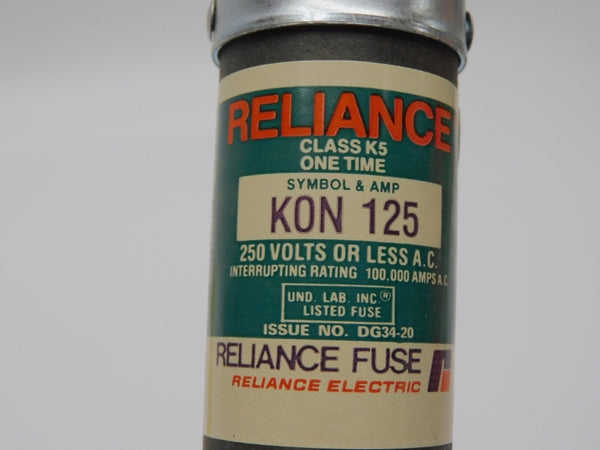 RELIANCE
CLASS K5
ONE TIME
SYMBOL & AMP
KON 125
250 VOLTS OR LESS A.C.
INTERRUPTING RATING 100,000 AMPS A.C.
UND. LAB. INC.®
LISTED FUSE
ISSUE NO. DG34-20
RELIANCE FUSE
RELIANCE ELECTRIC